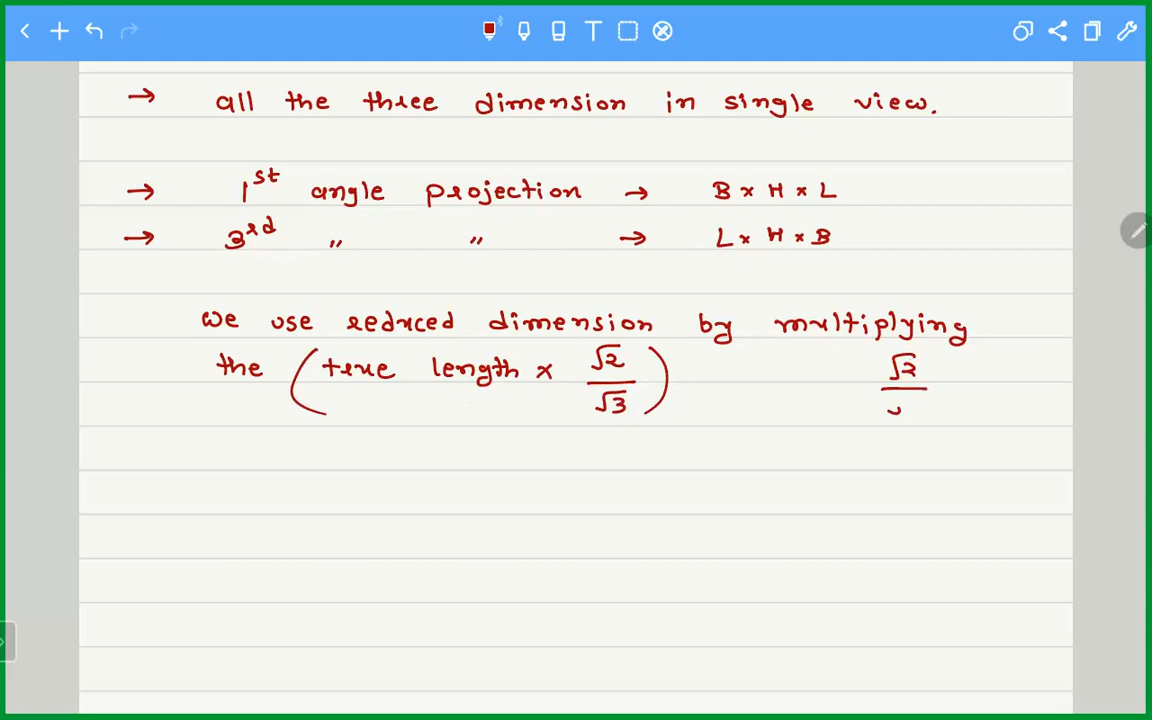 → all the three dimension in single view.
→ 1st angle projection → B × H × L
→ 3rd " " → L × H × B
We use reduced dimension by multiplying
the (true length × √2/√3) √2